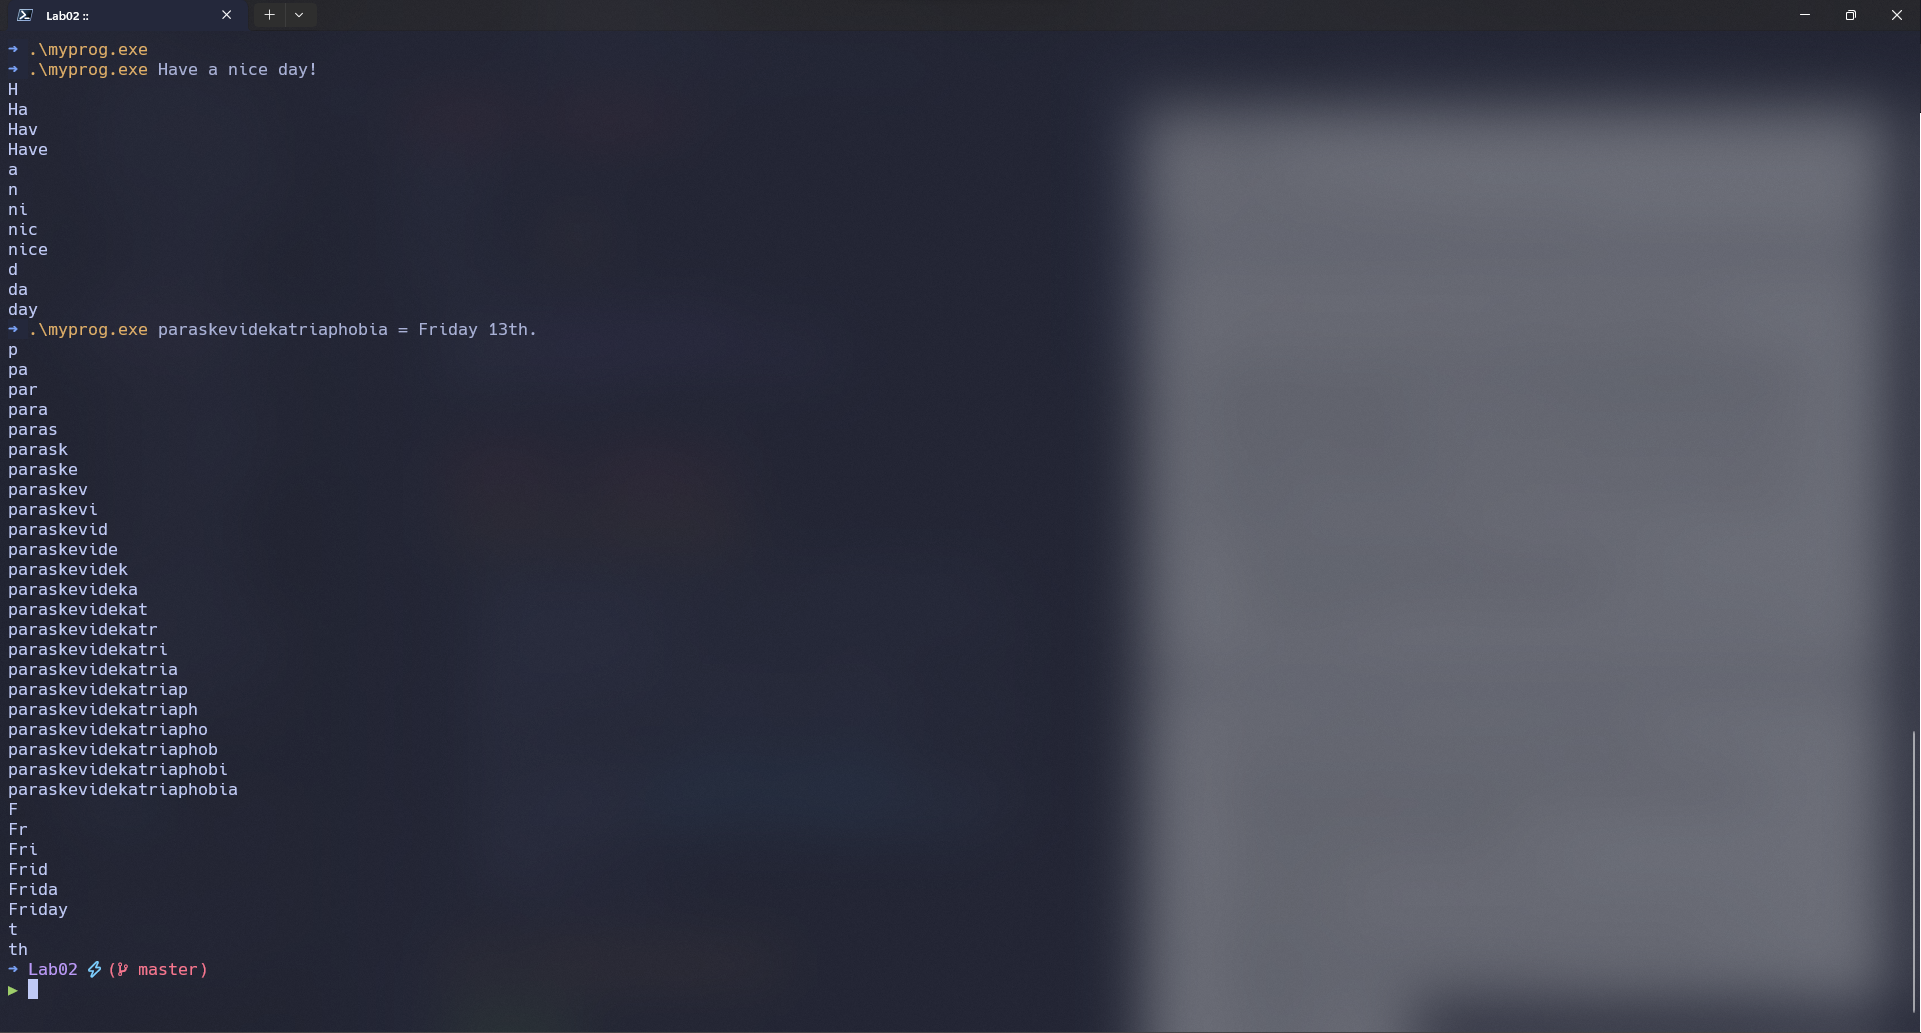 Lab02 ::
➜ .\myprog.exe
➜ .\myprog.exe Have a nice day!
H
Ha
Hav
Have
a
n
ni
nic
nice
d
da
day
➜ .\myprog.exe paraskevidekatriaphobia = Friday 13th.
p
pa
par
para
paras
parask
paraske
paraskev
paraskevi
paraskevid
paraskevide
paraskevidek
paraskevideka
paraskevidekat
paraskevidekatr
paraskevidekatri
paraskevidekatria
paraskevidekatriap
paraskevidekatriaph
paraskevidekatriapho
paraskevidekatriaphob
paraskevidekatriaphobi
paraskevidekatriaphobia
F
Fr
Fri
Frid
Frida
Friday
t
th
➜ Lab02 ⚡( master)
▶